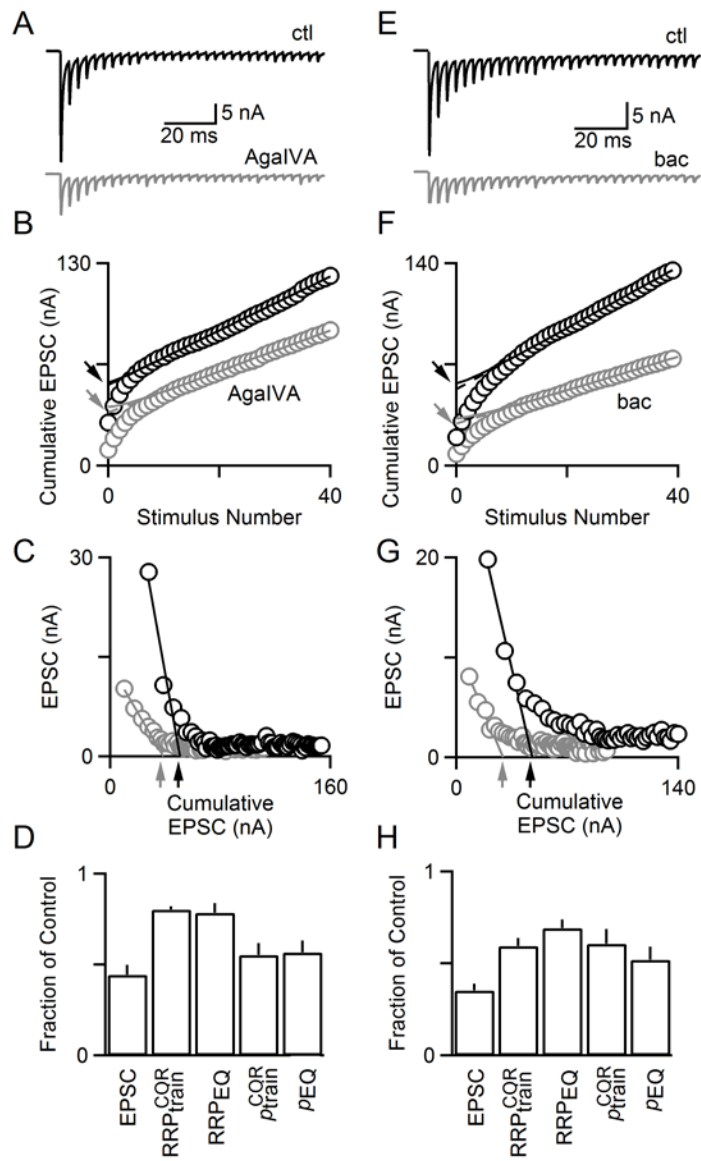 A
ctl
5 nA
20 ms
AgaIVA
B
130
Cumulative EPSC (nA)
AgaIVA
0
0
40
Stimulus Number
C
30
EPSC (nA)
0
0
160
Cumulative
EPSC (nA)
D
1
Fraction of Control
0
EPSC
RRP train CQR
RRP EQ
p train CQR
p EQ
E
ctl
5 nA
20 ms
bac
F
140
Cumulative EPSC (nA)
bac
0
0
40
Stimulus Number
G
20
EPSC (nA)
0
0
140
Cumulative
EPSC (nA)
H
1
Fraction of Control
0
EPSC
RRP train CQR
RRP EQ
p train CQR
p EQ